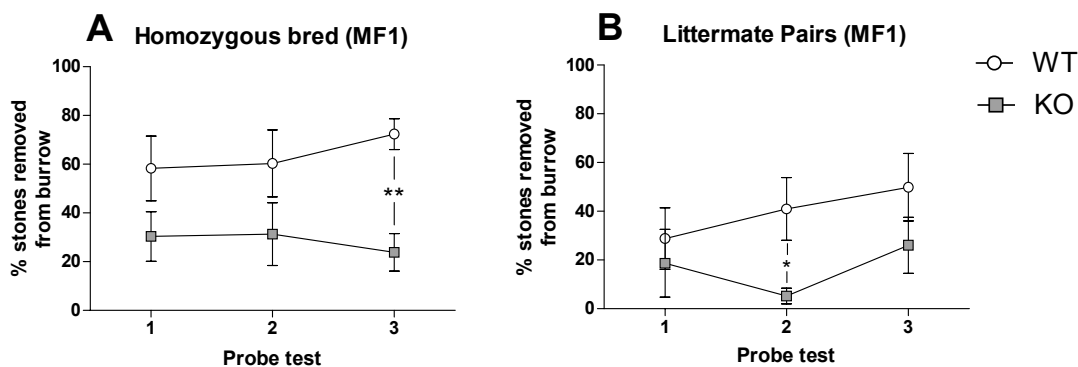 A Homozygous bred (MF1)
% stones removed
from burrow
100
80
60
40
20
0
**
1 2 3
Probe test
B Littermate Pairs (MF1)
% stones removed
from burrow
100
80
60
40
20
0
*
1 2 3
Probe test
WT
KO